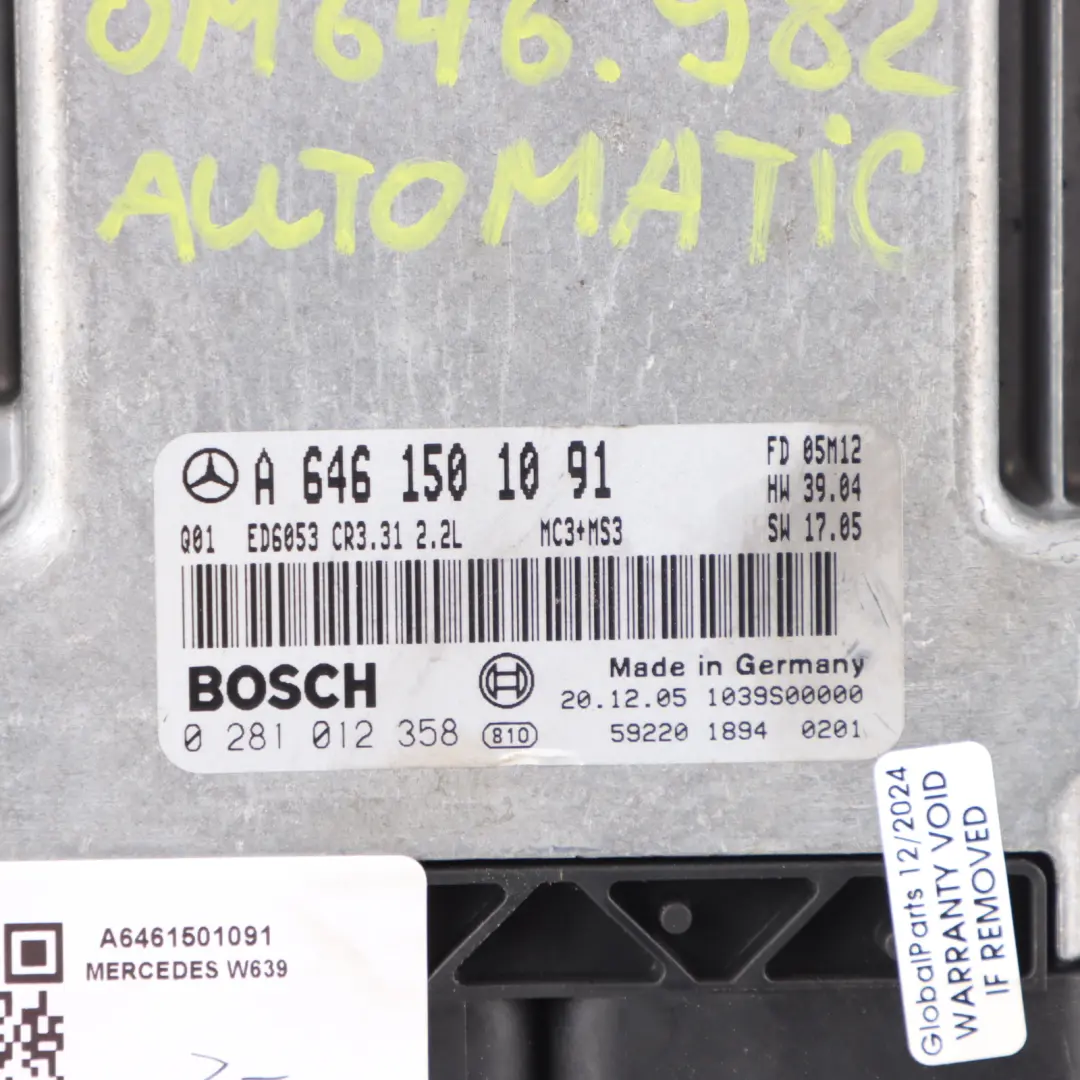 OM646.982
AUTOMATiC
A 646 150 10 91
FD 05M12
HW 39.04
Q01 ED6053 CR3.31 2.2L MC3+MS3 SW 17.05
BOSCH
Made in Germany
20.12.05 1039S00000
0 281 012 358 810 59220 1894 0201
GlobalParts 12/2024
WARRANTY VOID
IF REMOVED
A6461501091
MERCEDES W639